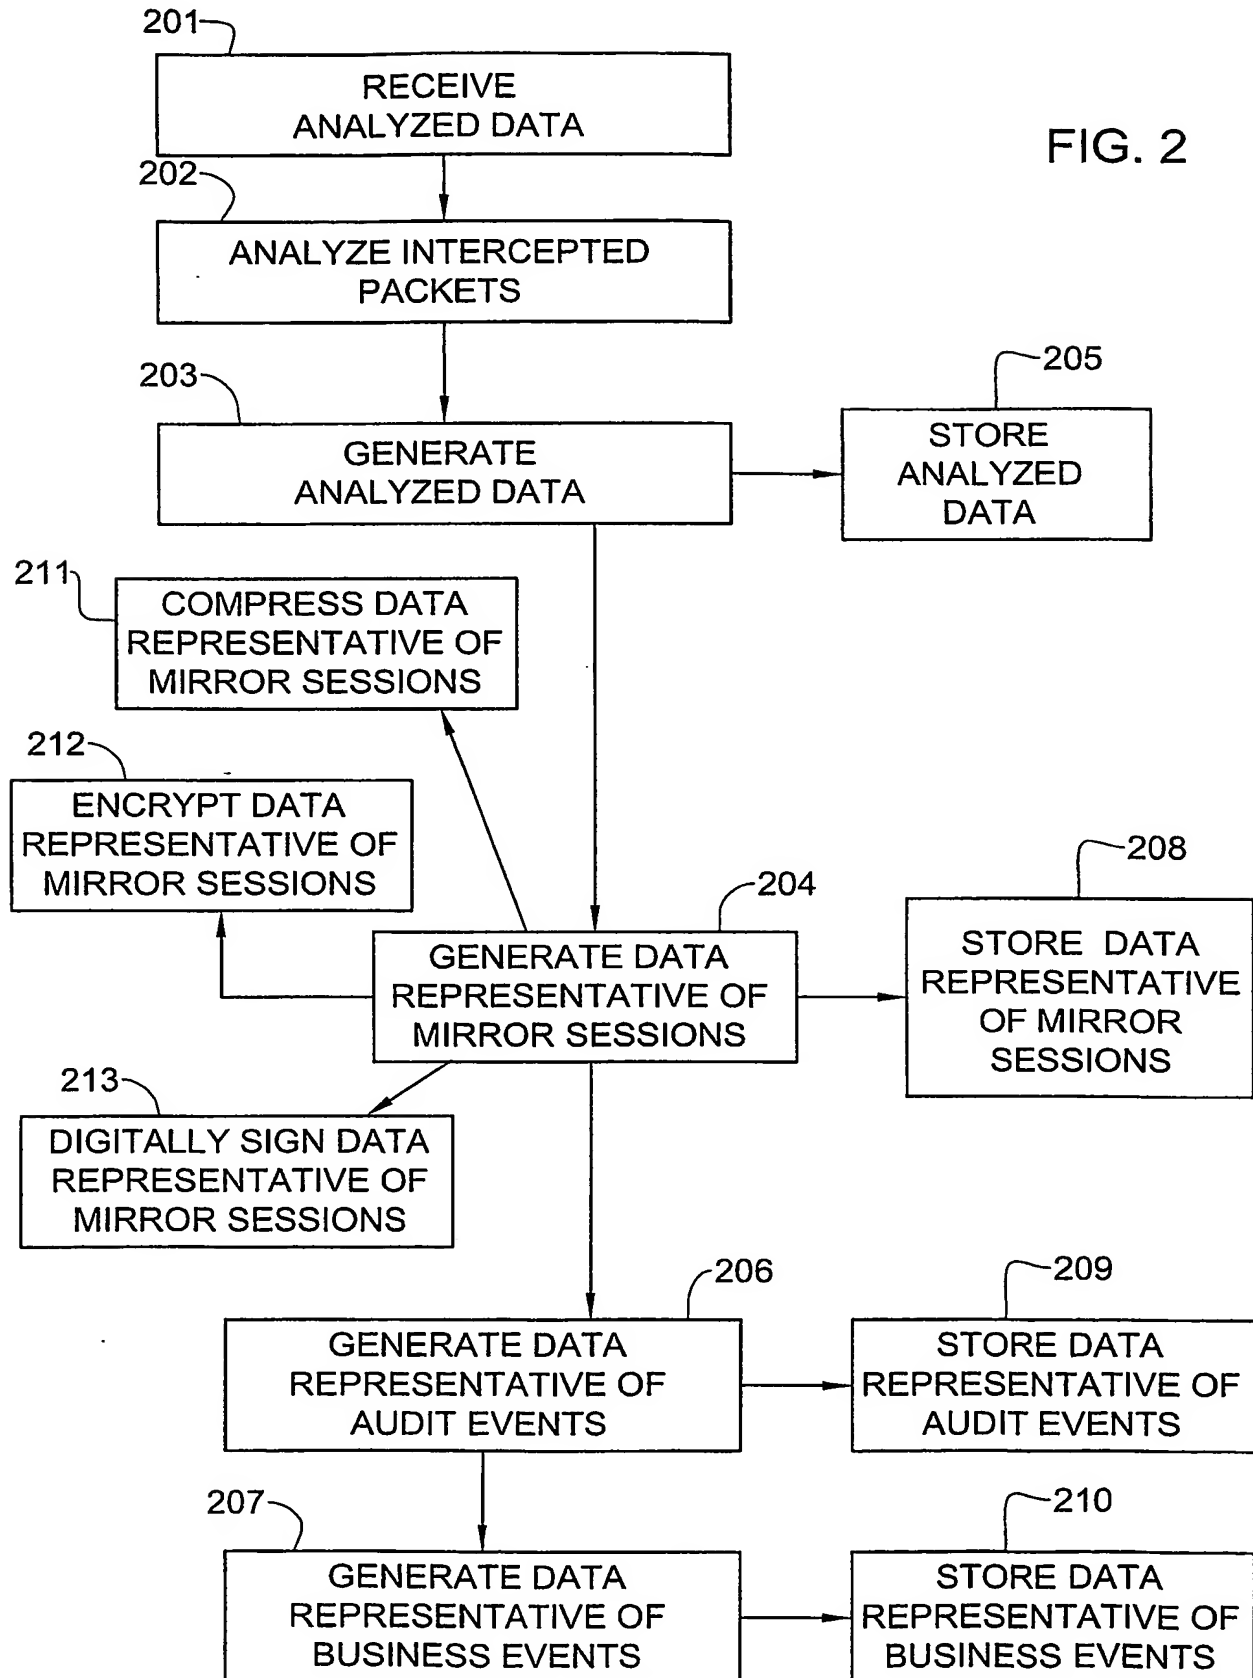 201
RECEIVE
ANALYZED DATA
FIG. 2
202
ANALYZE INTERCEPTED
PACKETS
203
GENERATE
ANALYZED DATA
205
STORE
ANALYZED
DATA
211
COMPRESS DATA
REPRESENTATIVE OF
MIRROR SESSIONS
212
ENCRYPT DATA
REPRESENTATIVE OF
MIRROR SESSIONS
204
GENERATE DATA
REPRESENTATIVE OF
MIRROR SESSIONS
208
STORE DATA
REPRESENTATIVE
OF MIRROR
SESSIONS
213
DIGITALLY SIGN DATA
REPRESENTATIVE OF
MIRROR SESSIONS
206
GENERATE DATA
REPRESENTATIVE OF
AUDIT EVENTS
209
STORE DATA
REPRESENTATIVE OF
AUDIT EVENTS
207
GENERATE DATA
REPRESENTATIVE OF
BUSINESS EVENTS
210
STORE DATA
REPRESENTATIVE OF
BUSINESS EVENTS